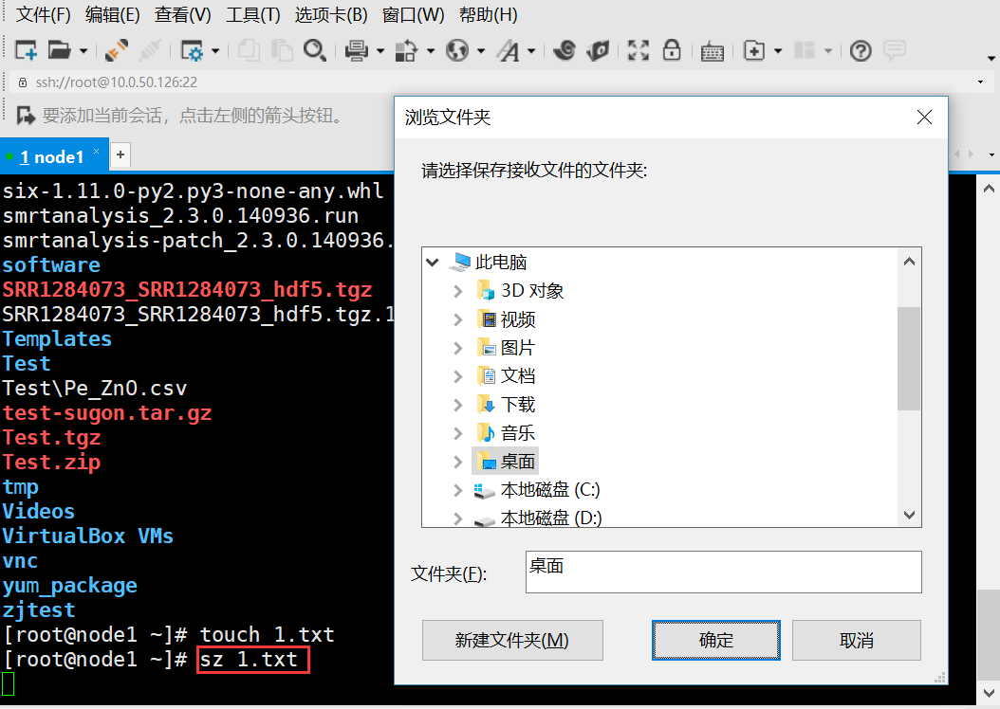 文件(F) 编辑(E) 查看(V) 工具(T) 选项卡(B) 窗口(W) 帮助(H)
ssh://root@10.0.50.126:22
要添加当前会话，点击左侧的箭头按钮。
1 node1
six-1.11.0-py2.py3-none-any.whl
smrtanalysis_2.3.0.140936.run
smrtanalysis-patch_2.3.0.140936.
software
SRR1284073_SRR1284073_hdf5.tgz
SRR1284073_SRR1284073_hdf5.tgz.1
Templates
Test
Test\Pe_ZnO.csv
test-sugon.tar.gz
Test.tgz
Test.zip
tmp
Videos
VirtualBox VMs
vnc
yum_package
zjtest
[root@node1 ~]# touch 1.txt
[root@node1 ~]# sz 1.txt
浏览文件夹
请选择保存接收文件的文件夹:
此电脑
3D 对象
视频
图片
文档
下载
音乐
桌面
本地磁盘 (C:)
本地磁盘 (D:)
文件夹(F):
桌面
新建文件夹(M) 确定 取消